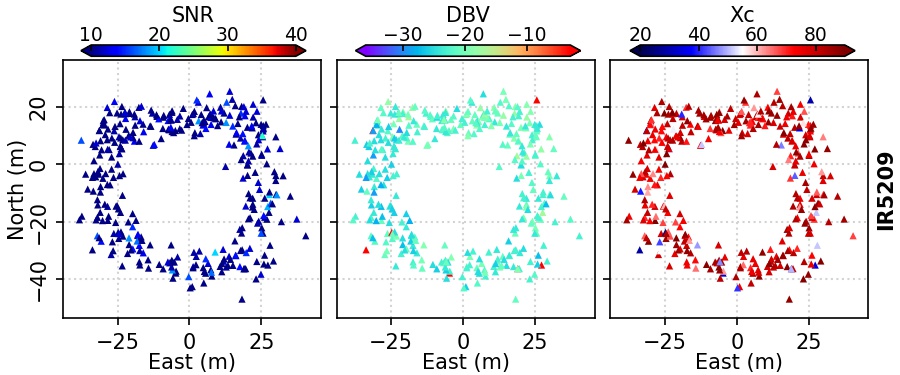 SNR DBV Xc
10 20 30 40 −30 −20 −10 20 40 60 80
20
0
−20
−40
North (m)
−25 0 25 −25 0 25 −25 0 25
East (m) East (m) East (m)
IR5209